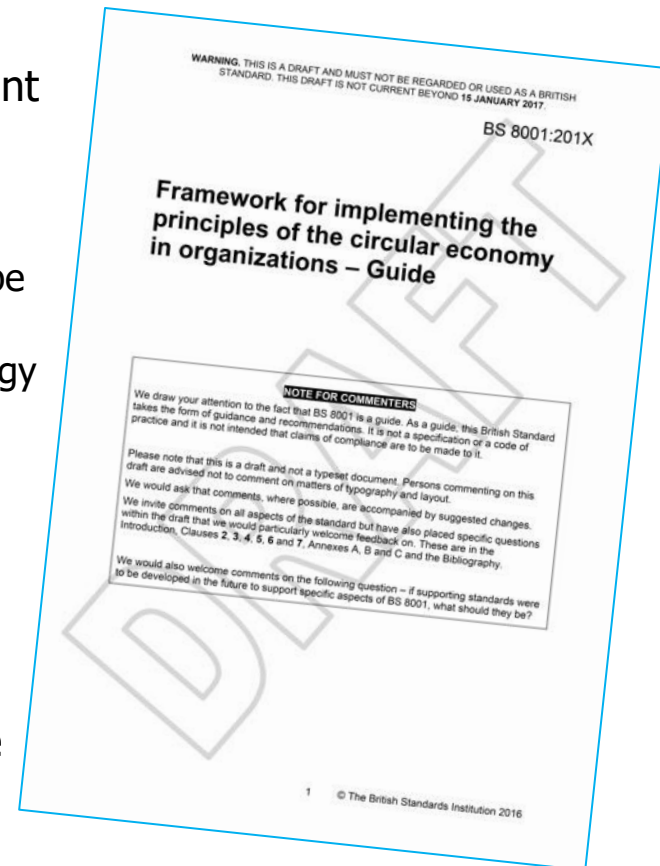 nt
be
gy
e
WARNING. THIS IS A DRAFT AND MUST NOT BE REGARDED OR USED AS A BRITISH
STANDARD. THIS DRAFT IS NOT CURRENT BEYOND 15 JANUARY 2017.
BS 8001:201X
Framework for implementing the
principles of the circular economy
in organizations – Guide
NOTE FOR COMMENTERS
We draw your attention to the fact that BS 8001 is a guide. As a guide, this British Standard
takes the form of guidance and recommendations. It is not a specification or a code of
practice and it is not intended that claims of compliance are to be made to it.
Please note that this is a draft and not a typeset document. Persons commenting on this
draft are advised not to comment on matters of typography and layout.
We would ask that comments, where possible, are accompanied by suggested changes.
We invite comments on all aspects of the standard but have also placed specific questions
within the draft that we would particularly welcome feedback on. These are in the
Introduction, Clauses 2, 3, 4, 5, 6 and 7, Annexes A, B and C and the Bibliography.
We would also welcome comments on the following question – if supporting standards were
to be developed in the future to support specific aspects of BS 8001, what should they be?
DRAFT
1 © The British Standards Institution 2016